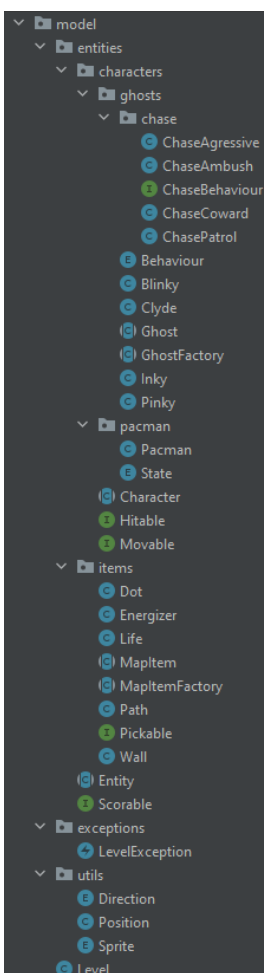 model
entities
characters
ghosts
chase
ChaseAgressive
ChaseAmbush
ChaseBehaviour
ChaseCoward
ChasePatrol
Behaviour
Blinky
Clyde
Ghost
GhostFactory
Inky
Pinky
pacman
Pacman
State
Character
Hitable
Movable
items
Dot
Energizer
Life
MapItem
MapItemFactory
Path
Pickable
Wall
Entity
Scorable
exceptions
LevelException
utils
Direction
Position
Sprite
Level